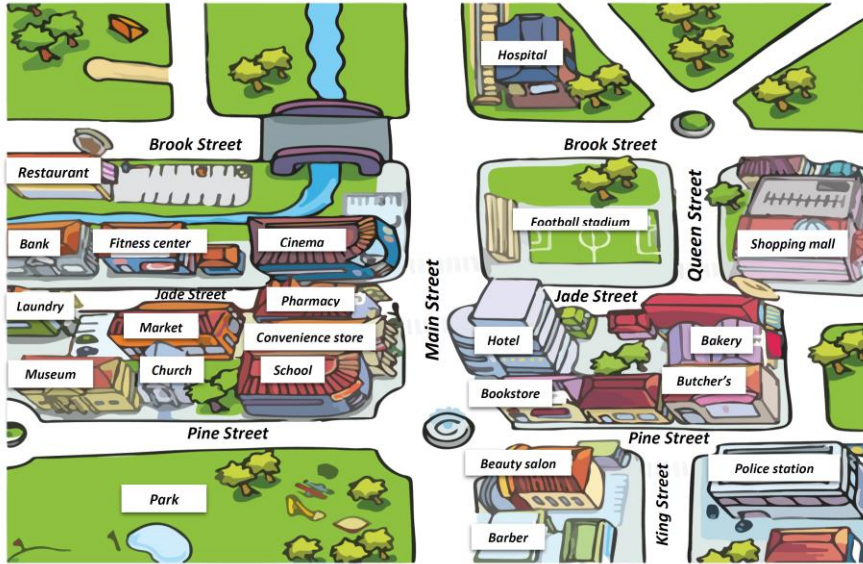 Hospital
Brook Street
Brook Street
Restaurant
Football stadium
Queen Street
Bank
Fitness center
Cinema
Shopping mall
Laundry
Jade Street
Pharmacy
Main Street
Jade Street
Market
Convenience store
Hotel
Bakery
Museum
Church
School
Bookstore
Butcher's
Pine Street
Pine Street
Beauty salon
King Street
Police station
Park
Barber